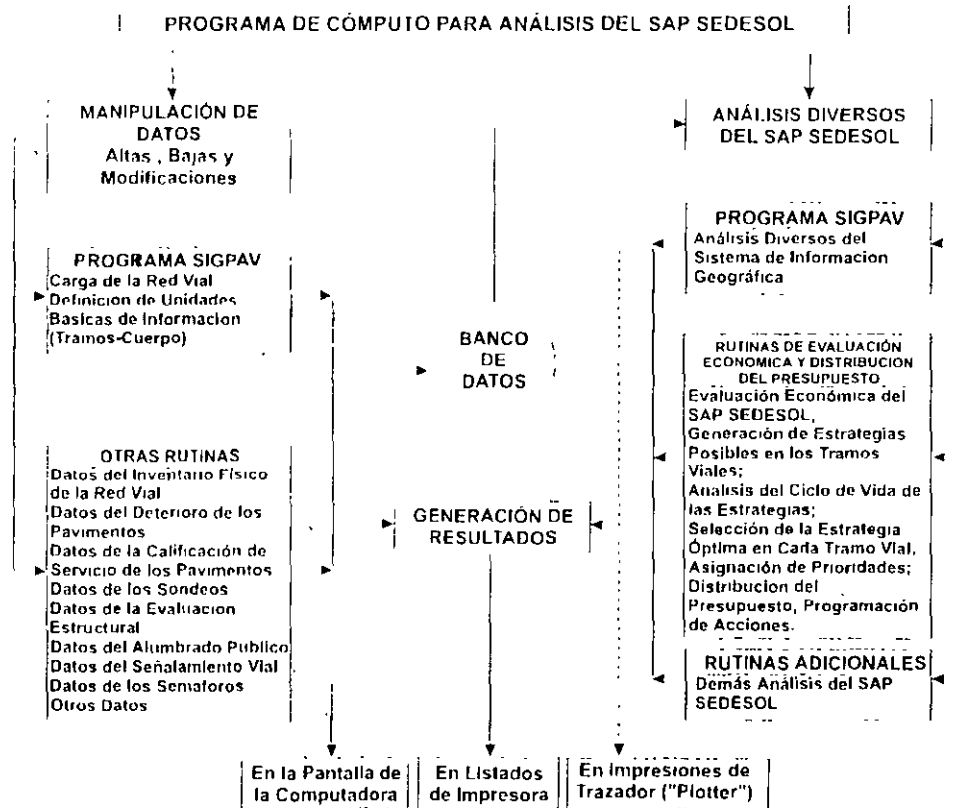 PROGRAMA DE CÓMPUTO PARA ANÁLISIS DEL SAP SEDESOL
MANIPULACIÓN DE
DATOS
Altas , Bajas y
Modificaciones
PROGRAMA SIGPAV
Carga de la Red Vial
Definicion de Unidades
Basicas de Informacion
(Tramos-Cuerpo)
OTRAS RUTINAS
Datos del Inventario Físico
de la Red Vial
Datos del Deterioro de los
Pavimentos
Datos de la Calificación de
Servicio de los Pavimentos
Datos de los Sondeos
Datos de la Evaluacion
Estructural
Datos del Alumbrado Publico
Datos del Señalamiento Vial
Datos de los Semaforos
Otros Datos
BANCO
DE
DATOS
GENERACIÓN DE
RESULTADOS
ANÁLISIS DIVERSOS
DEL SAP SEDESOL
PROGRAMA SIGPAV
Análisis Diversos del
Sistema de Informacion
Geográfica
RUTINAS DE EVALUACIÓN
ECONOMICA Y DISTRIBUCION
DEL PRESUPUESTO
Evaluación Económica del
SAP SEDESOL,
Generación de Estrategias
Posibles en los Tramos
Viales;
Analisis del Ciclo de Vida de
las Estrategias;
Selección de la Estrategia
Óptima en Cada Tramo Vial,
Asignación de Prioridades;
Distribucion del
Presupuesto, Programación
de Acciones.
RUTINAS ADICIONALES
Demás Análisis del SAP
SEDESOL
En la Pantalla de
la Computadora
En Listados
de Impresora
En Impresiones de
Trazador ("Plotter")